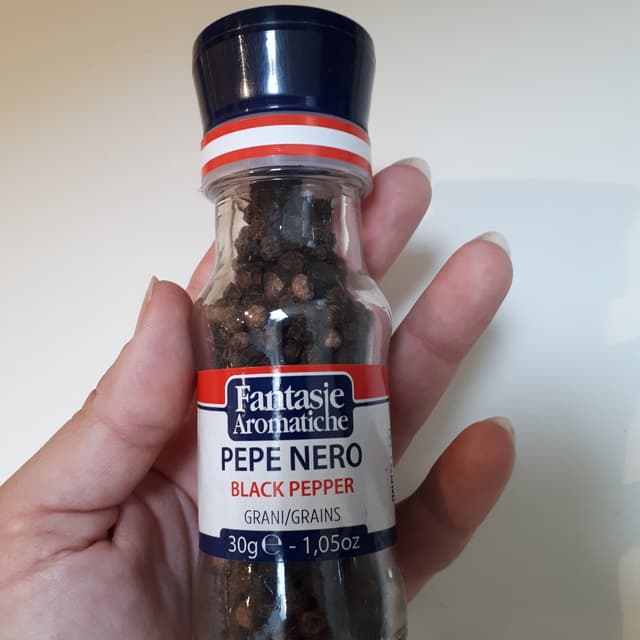 Fantasie
Aromatiche
PEPE NERO
BLACK PEPPER
GRANI/GRAINS
30g ℮ - 1,05oz